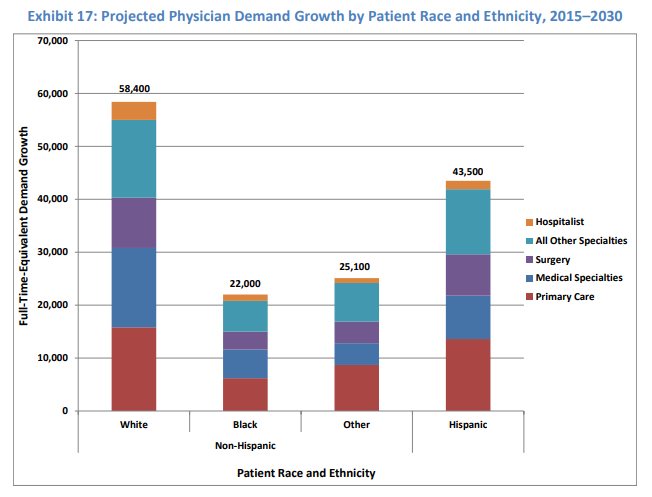 Exhibit 17: Projected Physician Demand Growth by Patient Race and Ethnicity, 2015–2030
70,000
60,000
50,000
40,000
30,000
20,000
10,000
0
Full-Time-Equivalent Demand Growth
58,400
22,000
25,100
43,500
White
Black
Other
Hispanic
Non-Hispanic
Patient Race and Ethnicity
Hospitalist
All Other Specialties
Surgery
Medical Specialties
Primary Care